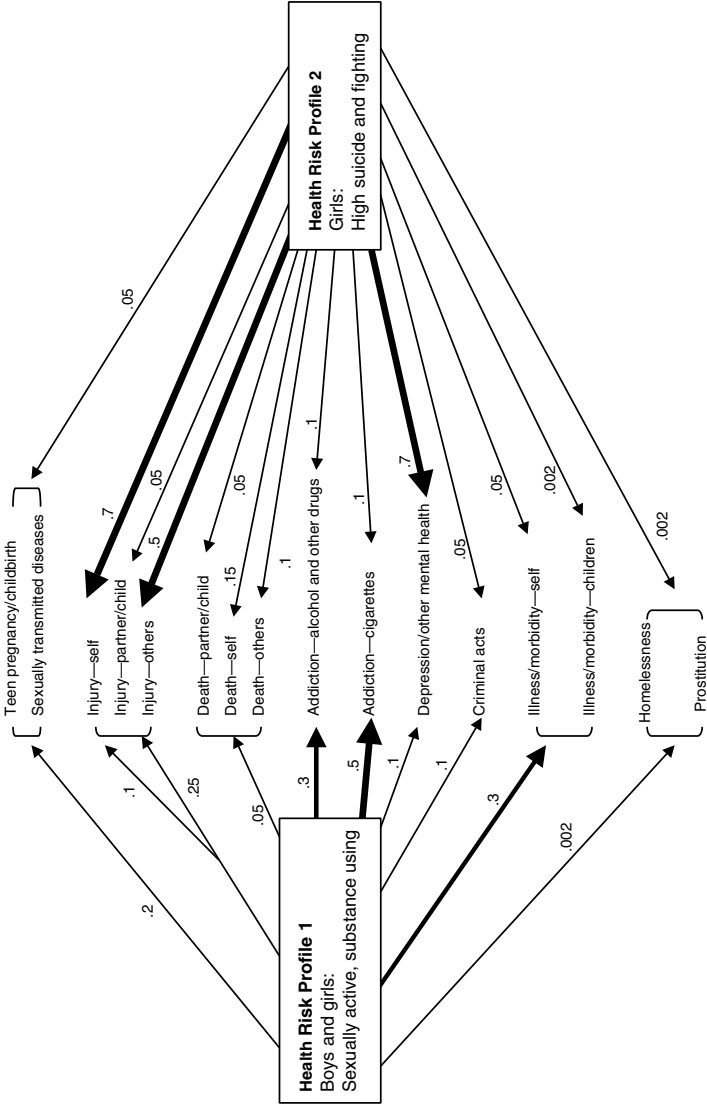 Health Risk Profile 1
Boys and girls:
Sexually active, substance using
.2
.1
.25
.05
.3
.5
.1
.1
.3
.002
Teen pregnancy/childbirth
Sexually transmitted diseases
Injury—self
Injury—partner/child
Injury—others
Death—partner/child
Death—self
Death—others
Addiction—alcohol and other drugs
Addiction—cigarettes
Depression/other mental health
Criminal acts
Illness/morbidity—self
Illness/morbidity—children
Homelessness
Prostitution
.05
.7
.05
.5
.05
.15
.1
.1
.1
.7
.05
.05
.002
.002
Health Risk Profile 2
Girls:
High suicide and fighting